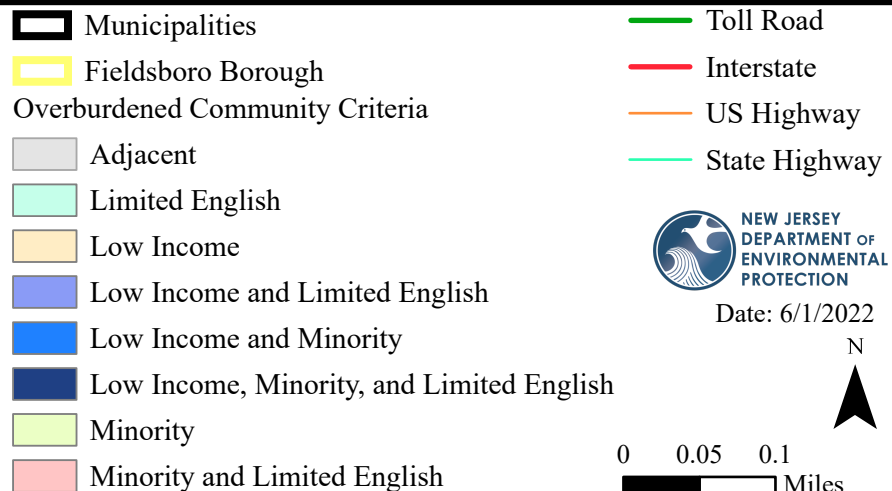 Municipalities
Fieldsboro Borough
Overburdened Community Criteria
Adjacent
Limited English
Low Income
Low Income and Limited English
Low Income and Minority
Low Income, Minority, and Limited English
Minority
Minority and Limited English
Toll Road
Interstate
US Highway
State Highway
NEW JERSEY
DEPARTMENT OF
ENVIRONMENTAL
PROTECTION
Date: 6/1/2022
N
0 0.05 0.1
Miles